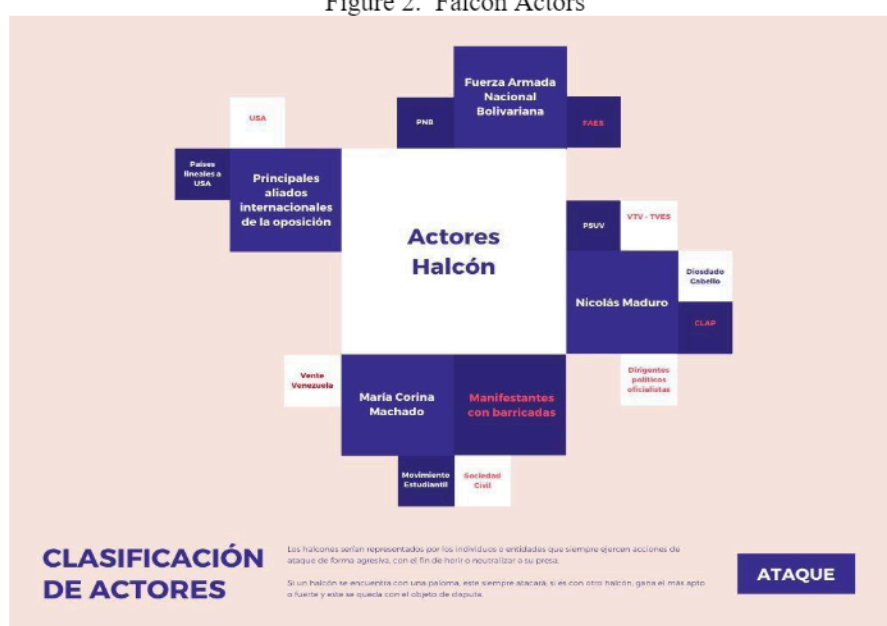 Figure 2. Falcon Actors
Fuerza Armada
Nacional
Bolivariana
USA
PNB
FAES
Países
lineales a
USA
Principales
aliados
internacionales
de la oposición
Actores
Halcón
PSUV
VTV - TVES
Nicolás Maduro
Diosdado
Cabello
CLAP
Vente
Venezuela
María Corina
Machado
Manifestantes
con barricadas
Dirigentes
políticos
oficialistas
Movimiento
Estudiantil
Sociedad
Civil
CLASIFICACIÓN
DE ACTORES
Los halcones serían representados por los individuos o entidades que siempre ejercen acciones de
ataque de forma agresiva, con el fin de herir o neutralizar a su presa.
Si un halcón se encuentra con una paloma, este siempre atacará, si es con otro halcón, gana el más apto
o fuerte y este se queda con el objeto de disputa.
ATAQUE